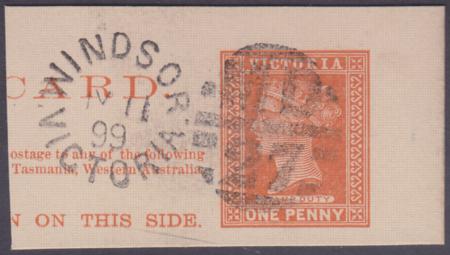 WINDSOR
CARD.
11
99
VICTORIA
VICTORIA
ostage to any of the following
Tasmania, Western Australia
N ON THIS SIDE.
DUTY
ONE PENNY